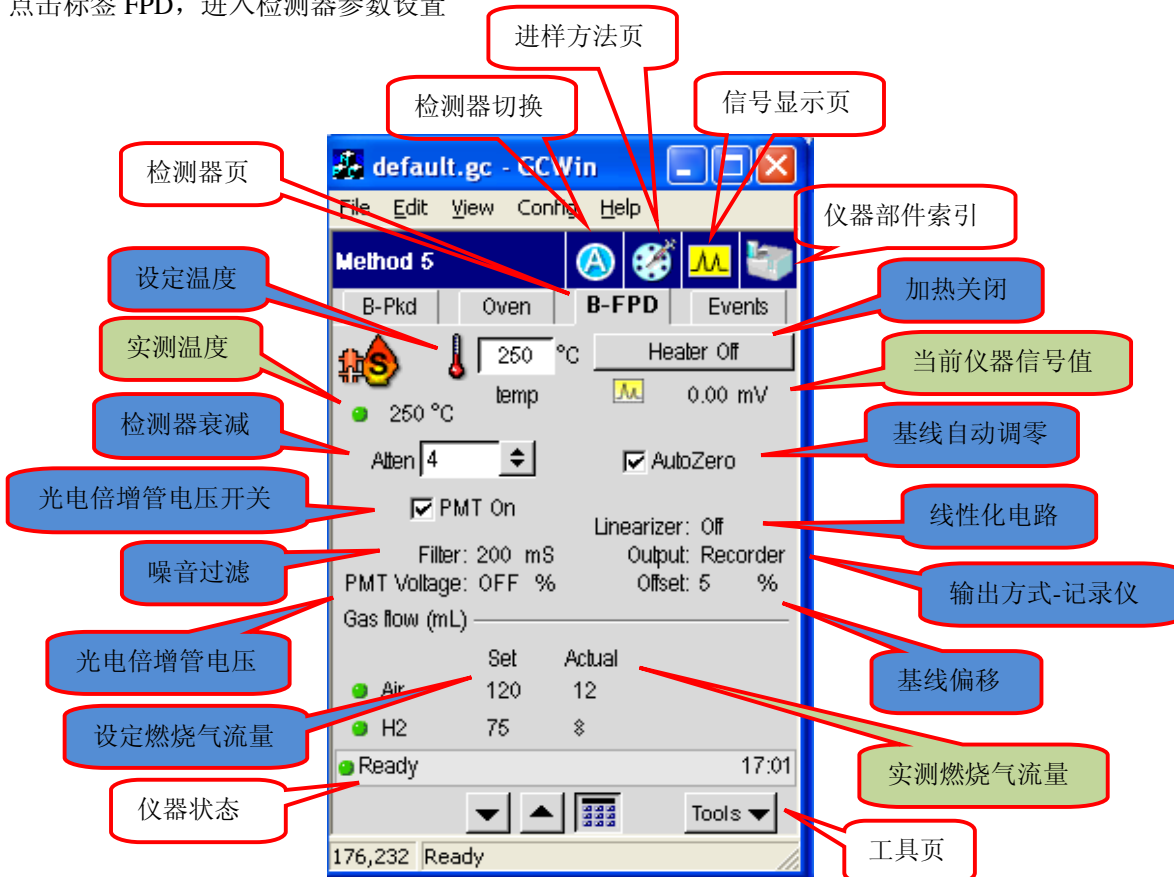 点击标签 FPD，进入检测器参数设置
进样方法页
检测器切换
信号显示页
检测器页
仪器部件索引
default.gc - GCWin
File Edit View Config Help
Method 5
A
设定温度
加热关闭
B-Pkd Oven B-FPD Events
实测温度
S
250 °C Heater Off
当前仪器信号值
temp 0.00 mV
250 °C
检测器衰减
基线自动调零
Atten 4 AutoZero
光电倍增管电压开关
PMT On
线性化电路
Linearizer: Off
噪音过滤
Filter: 200 mS Output: Recorder
PMT Voltage: OFF % Offset: 5 %
输出方式-记录仪
Gas flow (mL)
光电倍增管电压
Set Actual
基线偏移
Air 120 12
设定燃烧气流量
H2 75
Ready 17:01
实测燃烧气流量
仪器状态
Tools
工具页
176,232 Ready